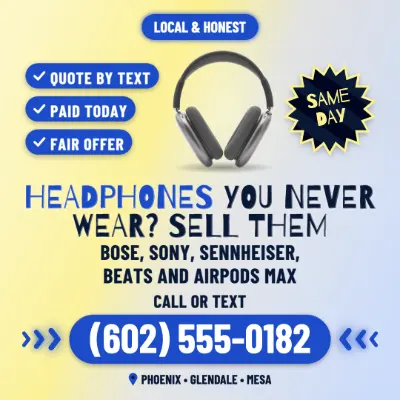 LOCAL & HONEST
QUOTE BY TEXT
PAID TODAY
FAIR OFFER
SAME
DAY
HEADPHONES YOU NEVER
WEAR? SELL THEM
BOSE, SONY, SENNHEISER,
BEATS AND AIRPODS MAX
CALL OR TEXT
(602) 555-0182
PHOENIX • GLENDALE • MESA